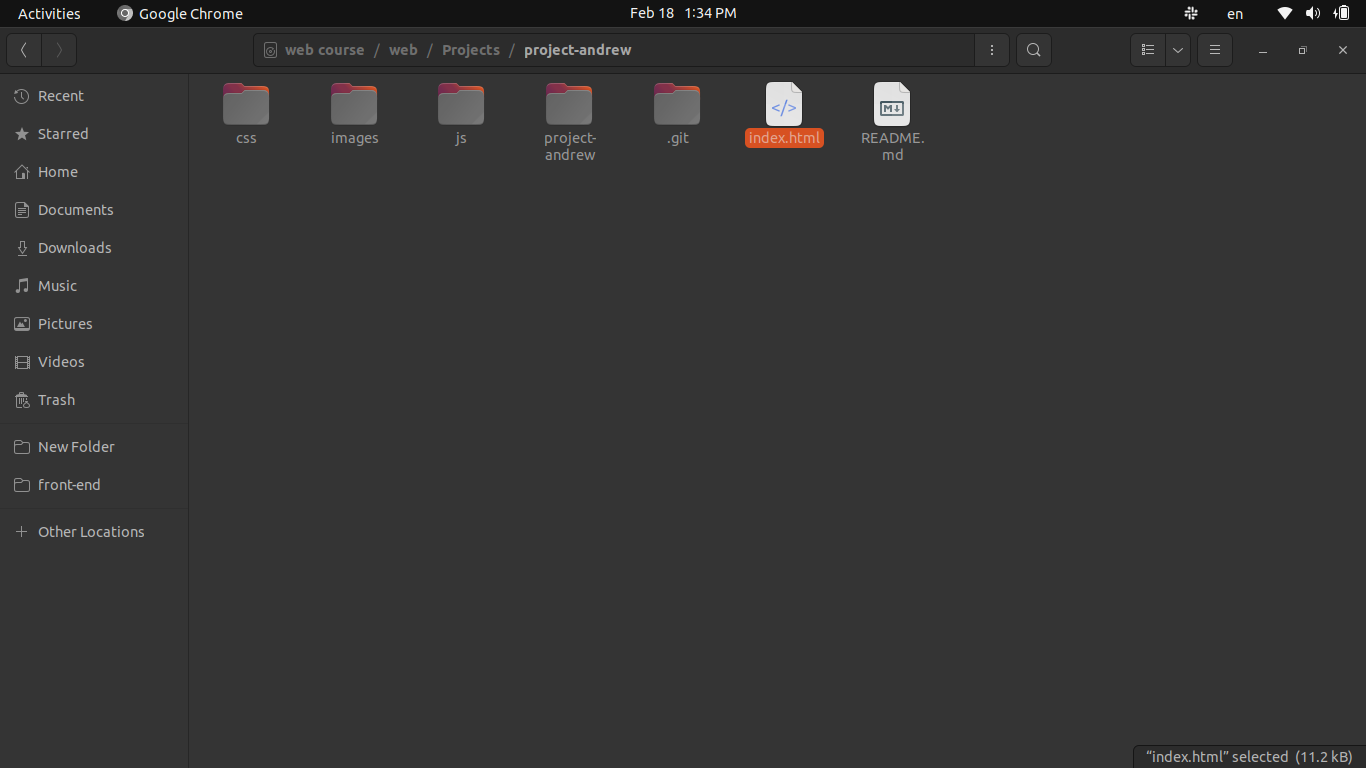 Activities Google Chrome Feb 18 1:34 PM en
web course / web / Projects / project-andrew
Recent
Starred
Home
Documents
Downloads
Music
Pictures
Videos
Trash
New Folder
front-end
Other Locations
css images js project- .git index.html README.
andrew md
</> M
"index.html" selected (11.2 kB)